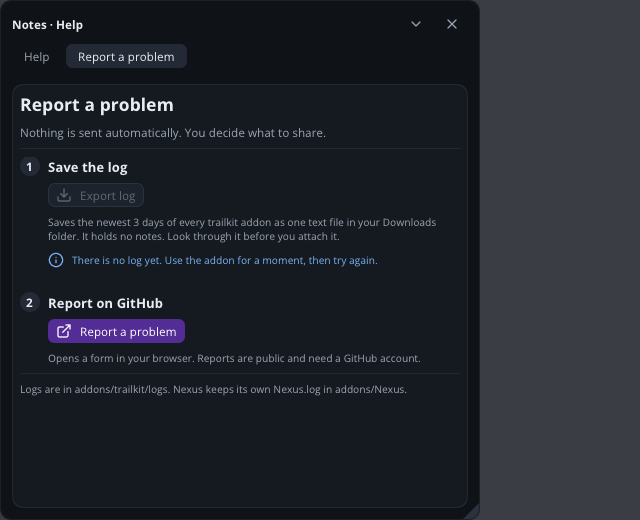 Notes · Help
Help
Report a problem
Report a problem
Nothing is sent automatically. You decide what to share.
1
Save the log
Export log
Saves the newest 3 days of every trailkit addon as one text file in your Downloads
folder. It holds no notes. Look through it before you attach it.
There is no log yet. Use the addon for a moment, then try again.
2
Report on GitHub
Report a problem
Opens a form in your browser. Reports are public and need a GitHub account.
Logs are in addons/trailkit/logs. Nexus keeps its own Nexus.log in addons/Nexus.